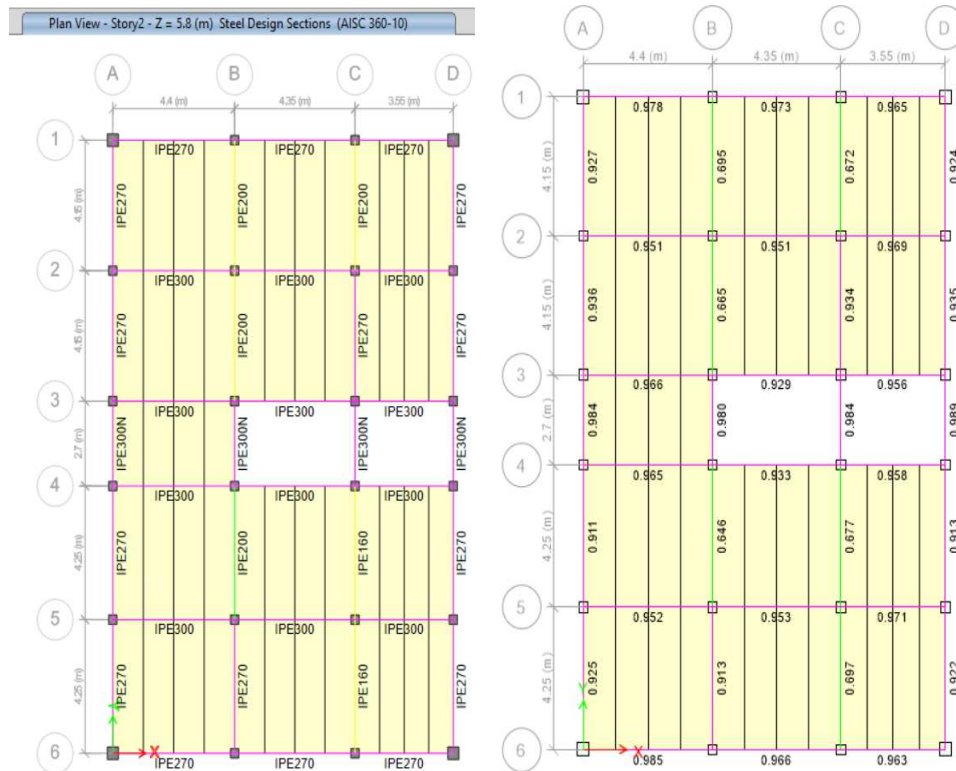 Plan View - Story2 - Z = 5.8 (m) Steel Design Sections (AISC 360-10)
A B C D
4.4 (m) 4.35 (m) 3.55 (m)
1
IPE270 IPE270 IPE270
4.15 (m) IPE270 IPE200 IPE200 IPE270
2
IPE300 IPE300 IPE300
4.15 (m) IPE270 IPE200 IPE270 IPE270
3
IPE300 IPE300 IPE300
2.7 (m) IPE300N IPE300N IPE300N IPE300N
4
IPE300 IPE300 IPE300
4.25 (m) IPE270 IPE200 IPE160 IPE270
5
IPE300 IPE300 IPE300
4.25 (m) IPE270 IPE270 IPE160 IPE270
Y
6 X
IPE270 IPE270 IPE270
A B C D
4.4 (m) 4.35 (m) 3.55 (m)
1
0.978 0.973 0.965
4.15 (m) 0.927 0.695 0.672 0.924
2
0.951 0.951 0.969
4.15 (m) 0.936 0.665 0.934 0.935
3
0.966 0.929 0.956
2.7 (m) 0.984 0.980 0.984 0.989
4
0.965 0.933 0.958
4.25 (m) 0.911 0.646 0.677 0.913
5
0.952 0.953 0.971
4.25 (m) 0.925 0.913 0.697 0.922
Y
6 X
0.985 0.966 0.963